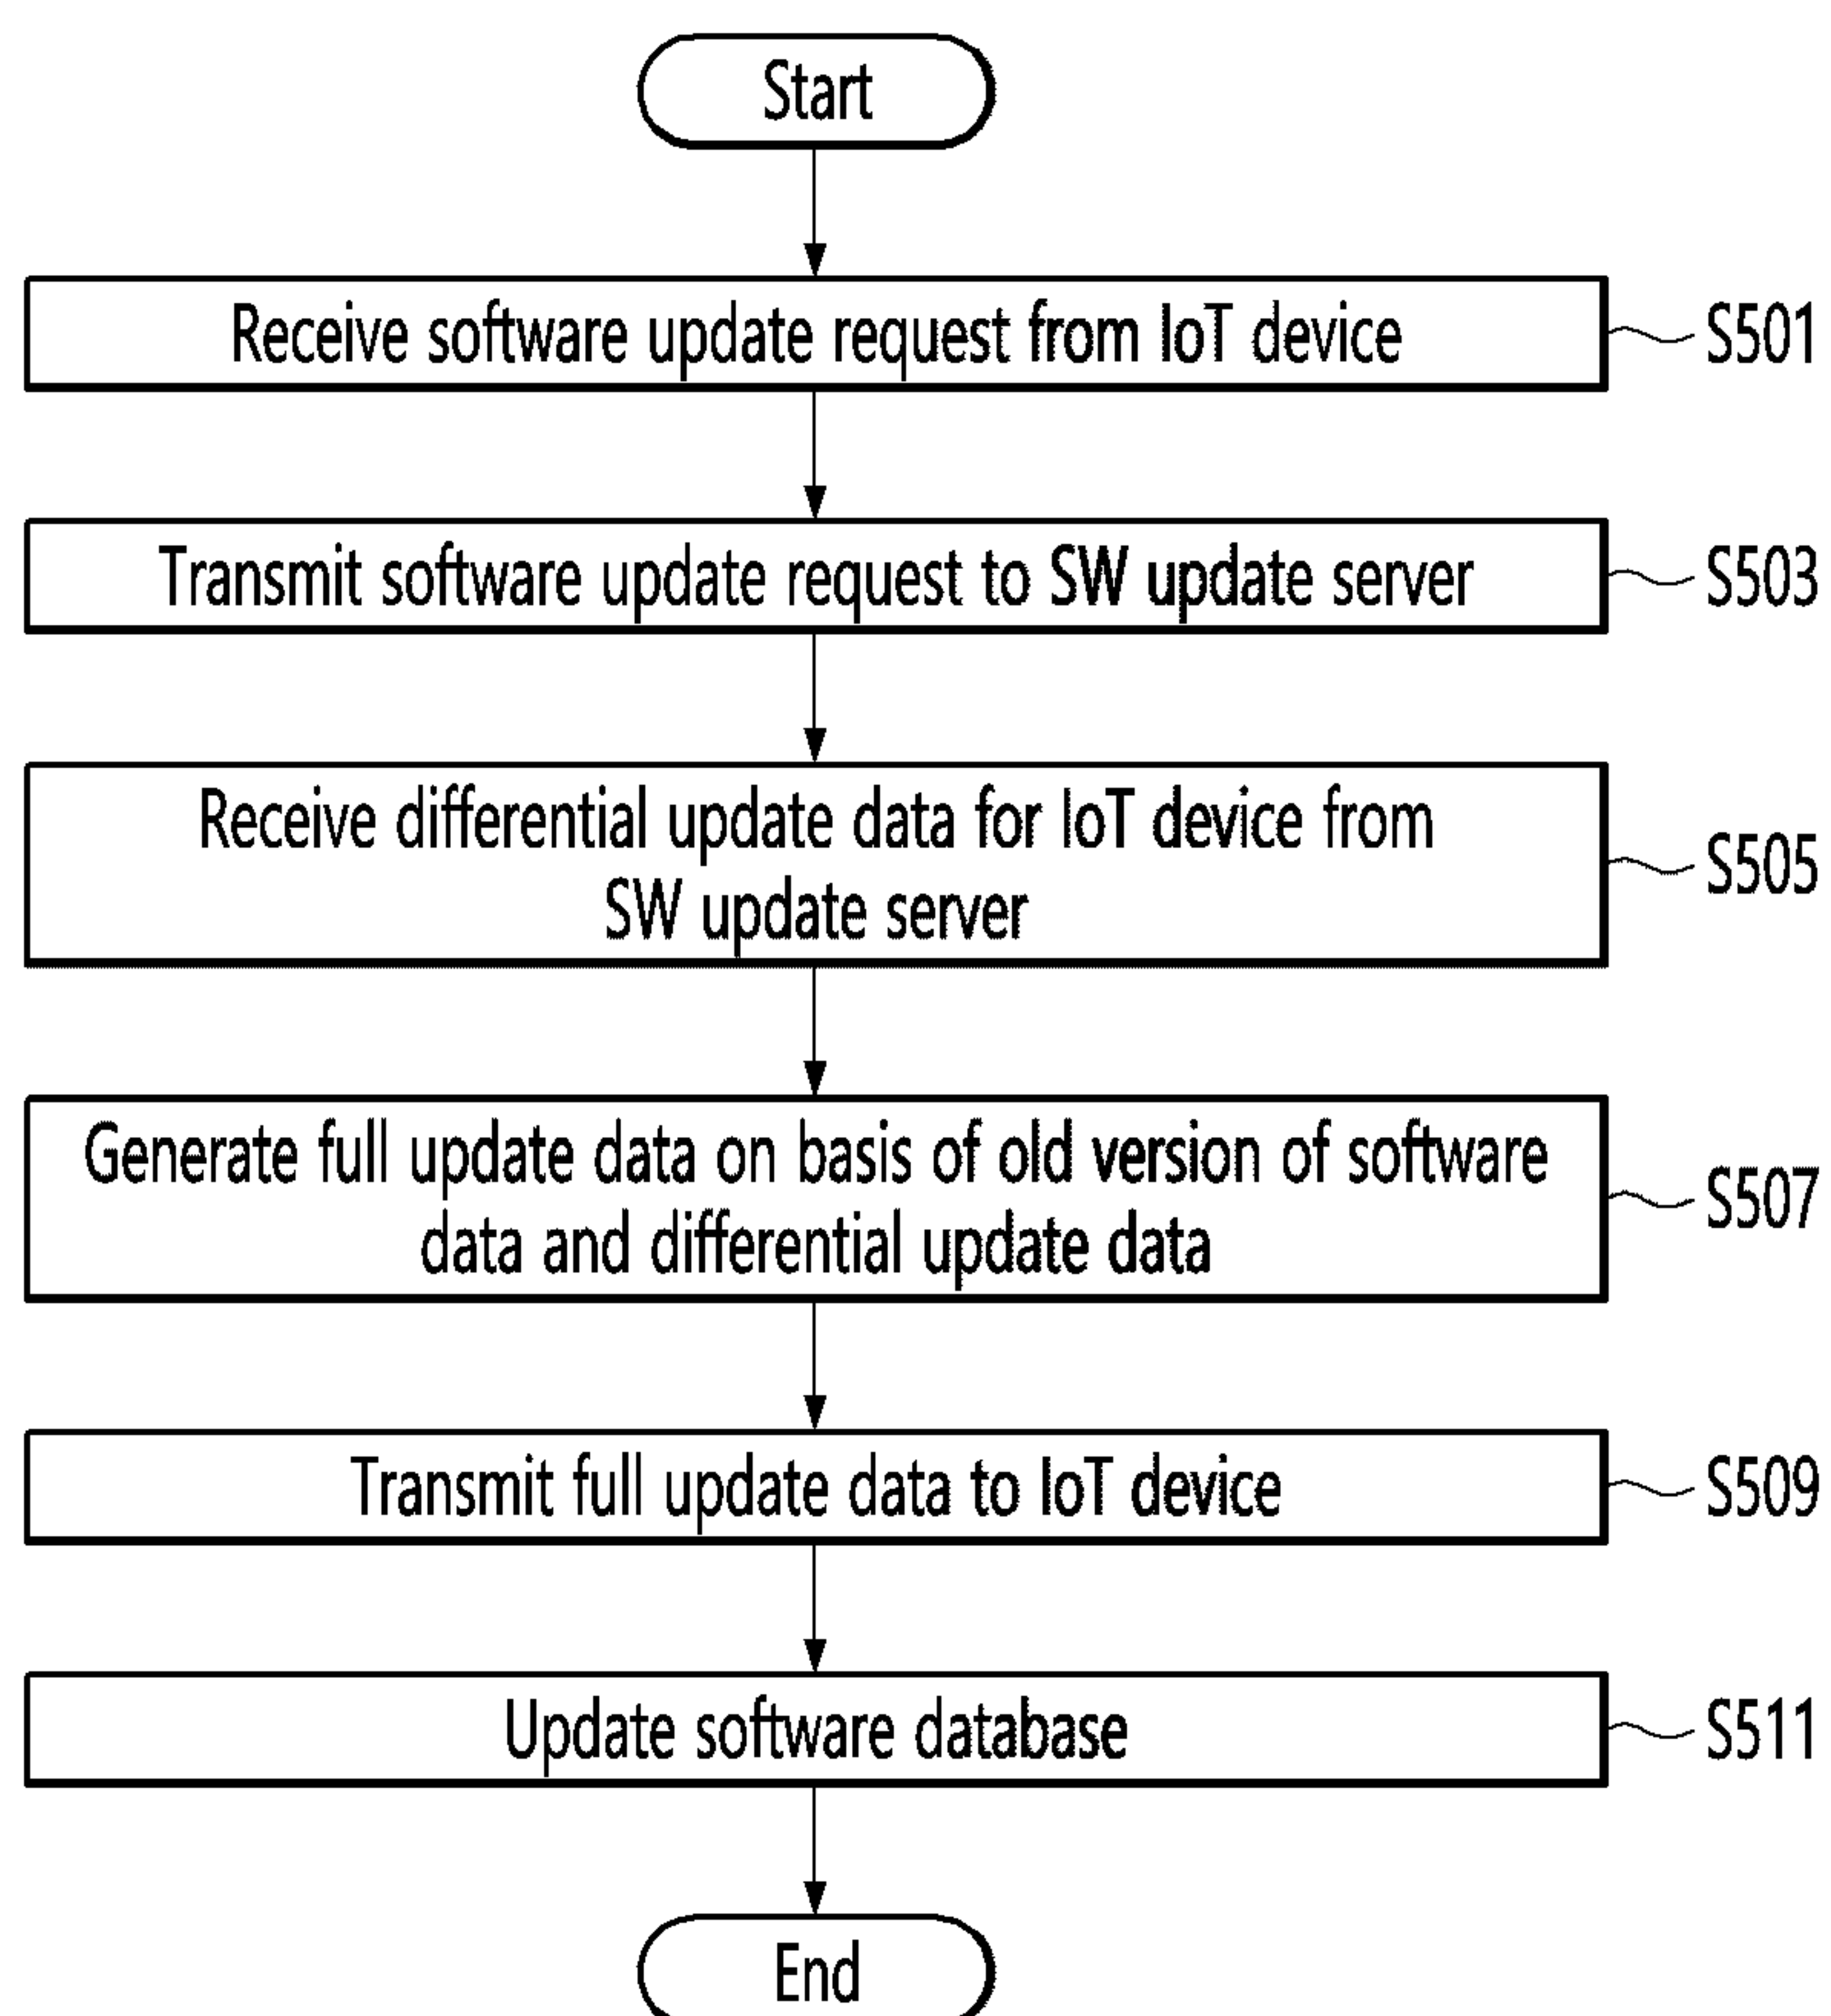 Start
Receive software update request from IoT device
S501
Transmit software update request to SW update server
S503
Receive differential update data for IoT device from
SW update server
S505
Generate full update data on basis of old version of software
data and differential update data
S507
Transmit full update data to IoT device
S509
Update software database
S511
End